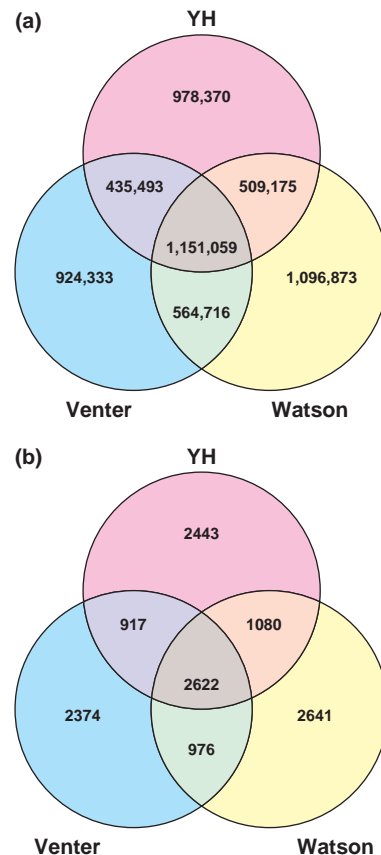 (a)
YH
978,370
435,493
509,175
1,151,059
924,333
1,096,873
564,716
Venter
Watson
(b)
YH
2443
917
1080
2622
2374
2641
976
Venter
Watson